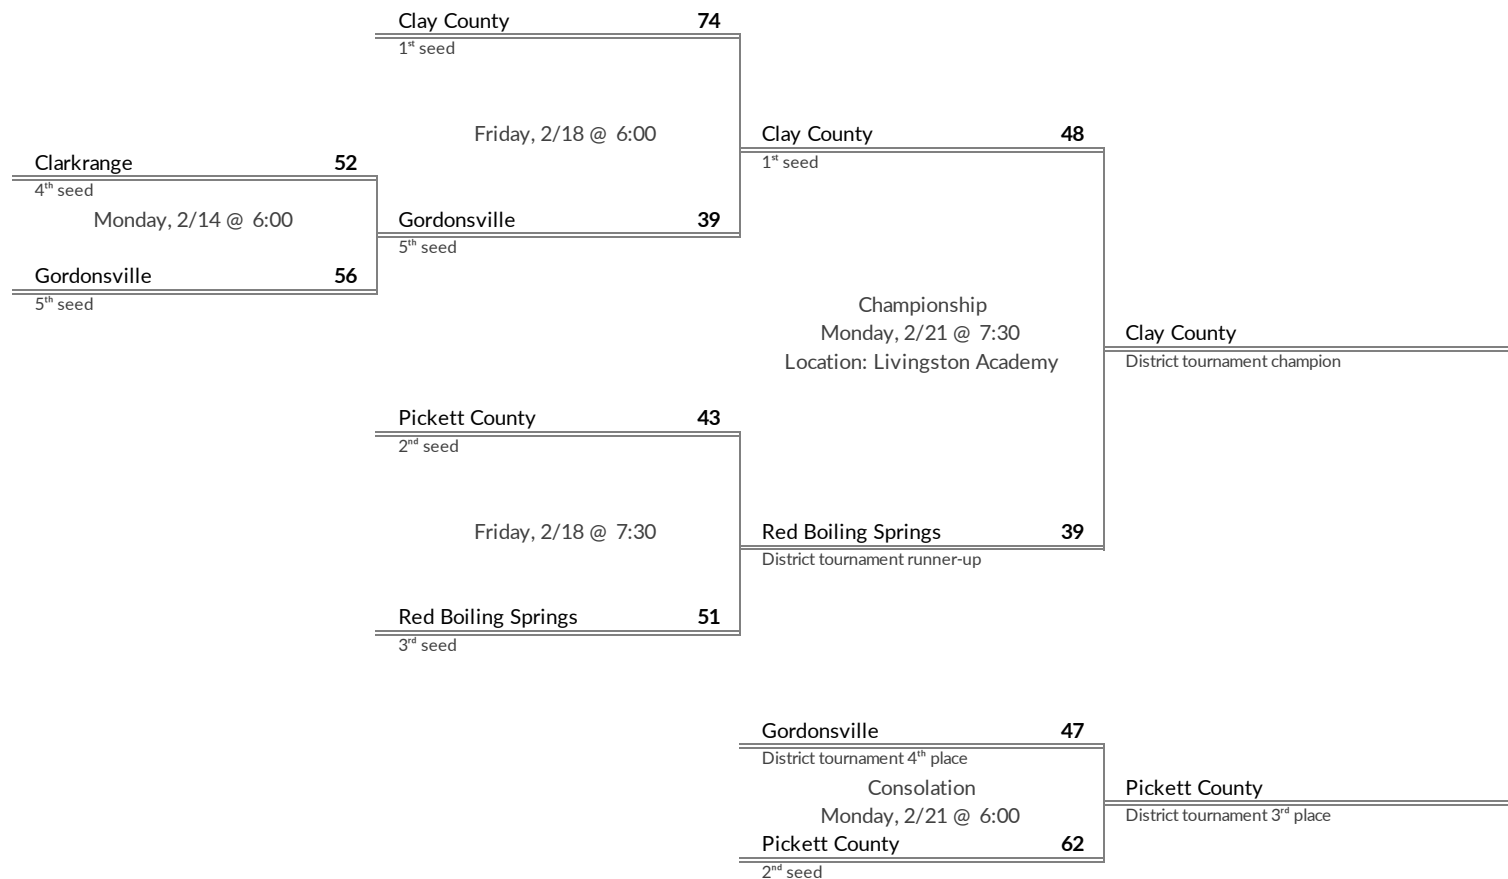 Clay County 74
1st seed
Friday, 2/18 @ 6:00
Clay County 48
1st seed
Clarkrange 52
4th seed
Monday, 2/14 @ 6:00
Gordonsville 39
5th seed
Gordonsville 56
5th seed
Championship
Monday, 2/21 @ 7:30
Location: Livingston Academy
Clay County
District tournament champion
Pickett County 43
2nd seed
Friday, 2/18 @ 7:30
Red Boiling Springs 39
District tournament runner-up
Red Boiling Springs 51
3rd seed
Gordonsville 47
District tournament 4th place
Consolation
Monday, 2/21 @ 6:00
Pickett County
District tournament 3rd place
Pickett County 62
2nd seed